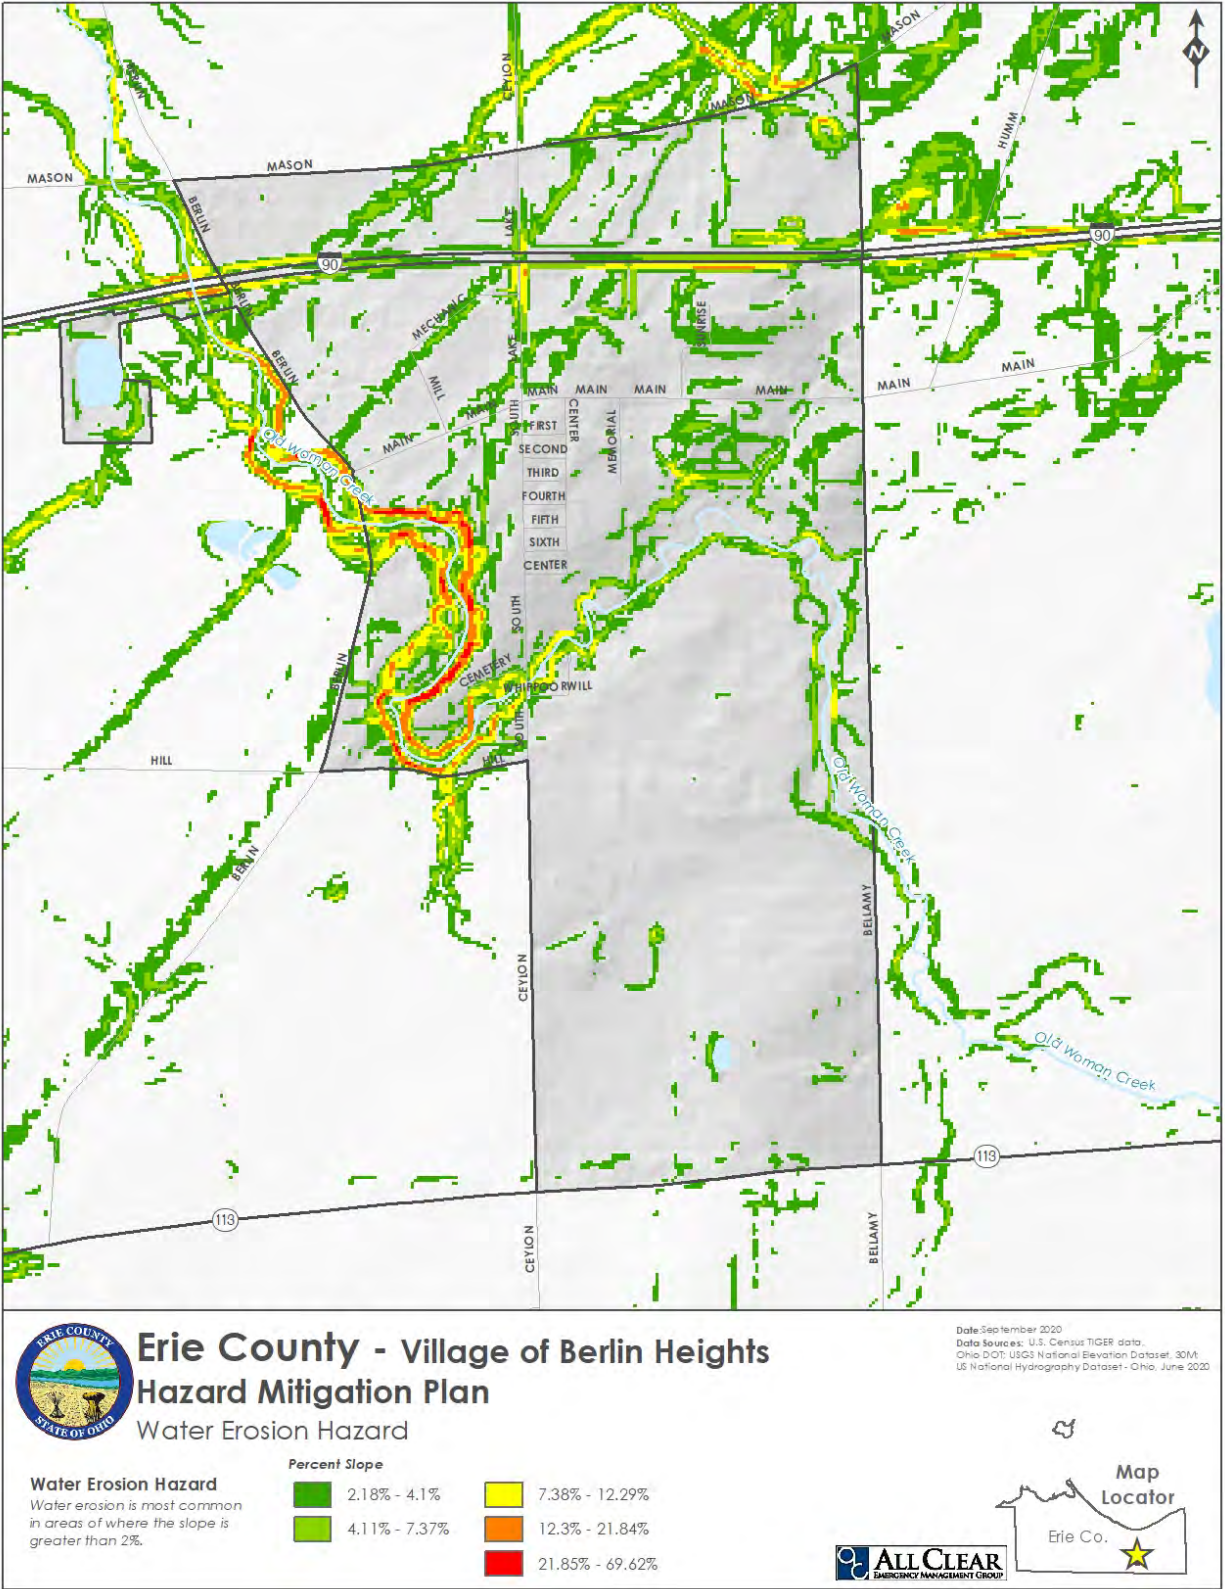 MASON
CEYLON
N
BERLIN
MASON
HUMM
MASON
MASON
BERLIN
LAKE
90
90
BERLIN
MECHANIC
SUNRISE
LAKE
BERLIN
MAIN
MILL
MAIN
MAIN
MAIN
MAIN
MAIN
MAIN
MAIN
SOUTH
FIRST
CENTER
MEMORIAL
MAIN
SECOND
Old Woman Creek
THIRD
FOURTH
FIFTH
SIXTH
CENTER
SOUTH
BERLIN
CEMETERY
WHIPPOORWILL
SOUTH
HILL
HILL
Old Woman Creek
BERLIN
BELLAMY
CEYLON
Old Woman Creek
113
113
CEYLON
BELLAMY
ERIE COUNTY
STATE OF OHIO
Erie County - Village of Berlin Heights
Hazard Mitigation Plan
Water Erosion Hazard
Date:September 2020
Data Sources: U.S. Census TIGER data,
Ohio DOT; USGS National Elevation Dataset, 30M;
US National Hydrography Dataset - Ohio, June 2020
Water Erosion Hazard
Water erosion is most common
in areas of where the slope is
greater than 2%.
Percent Slope
2.18% - 4.1%
4.11% - 7.37%
7.38% - 12.29%
12.3% - 21.84%
21.85% - 69.62%
ALL CLEAR
EMERGENCY MANAGEMENT GROUP
Map
Locator
Erie Co.